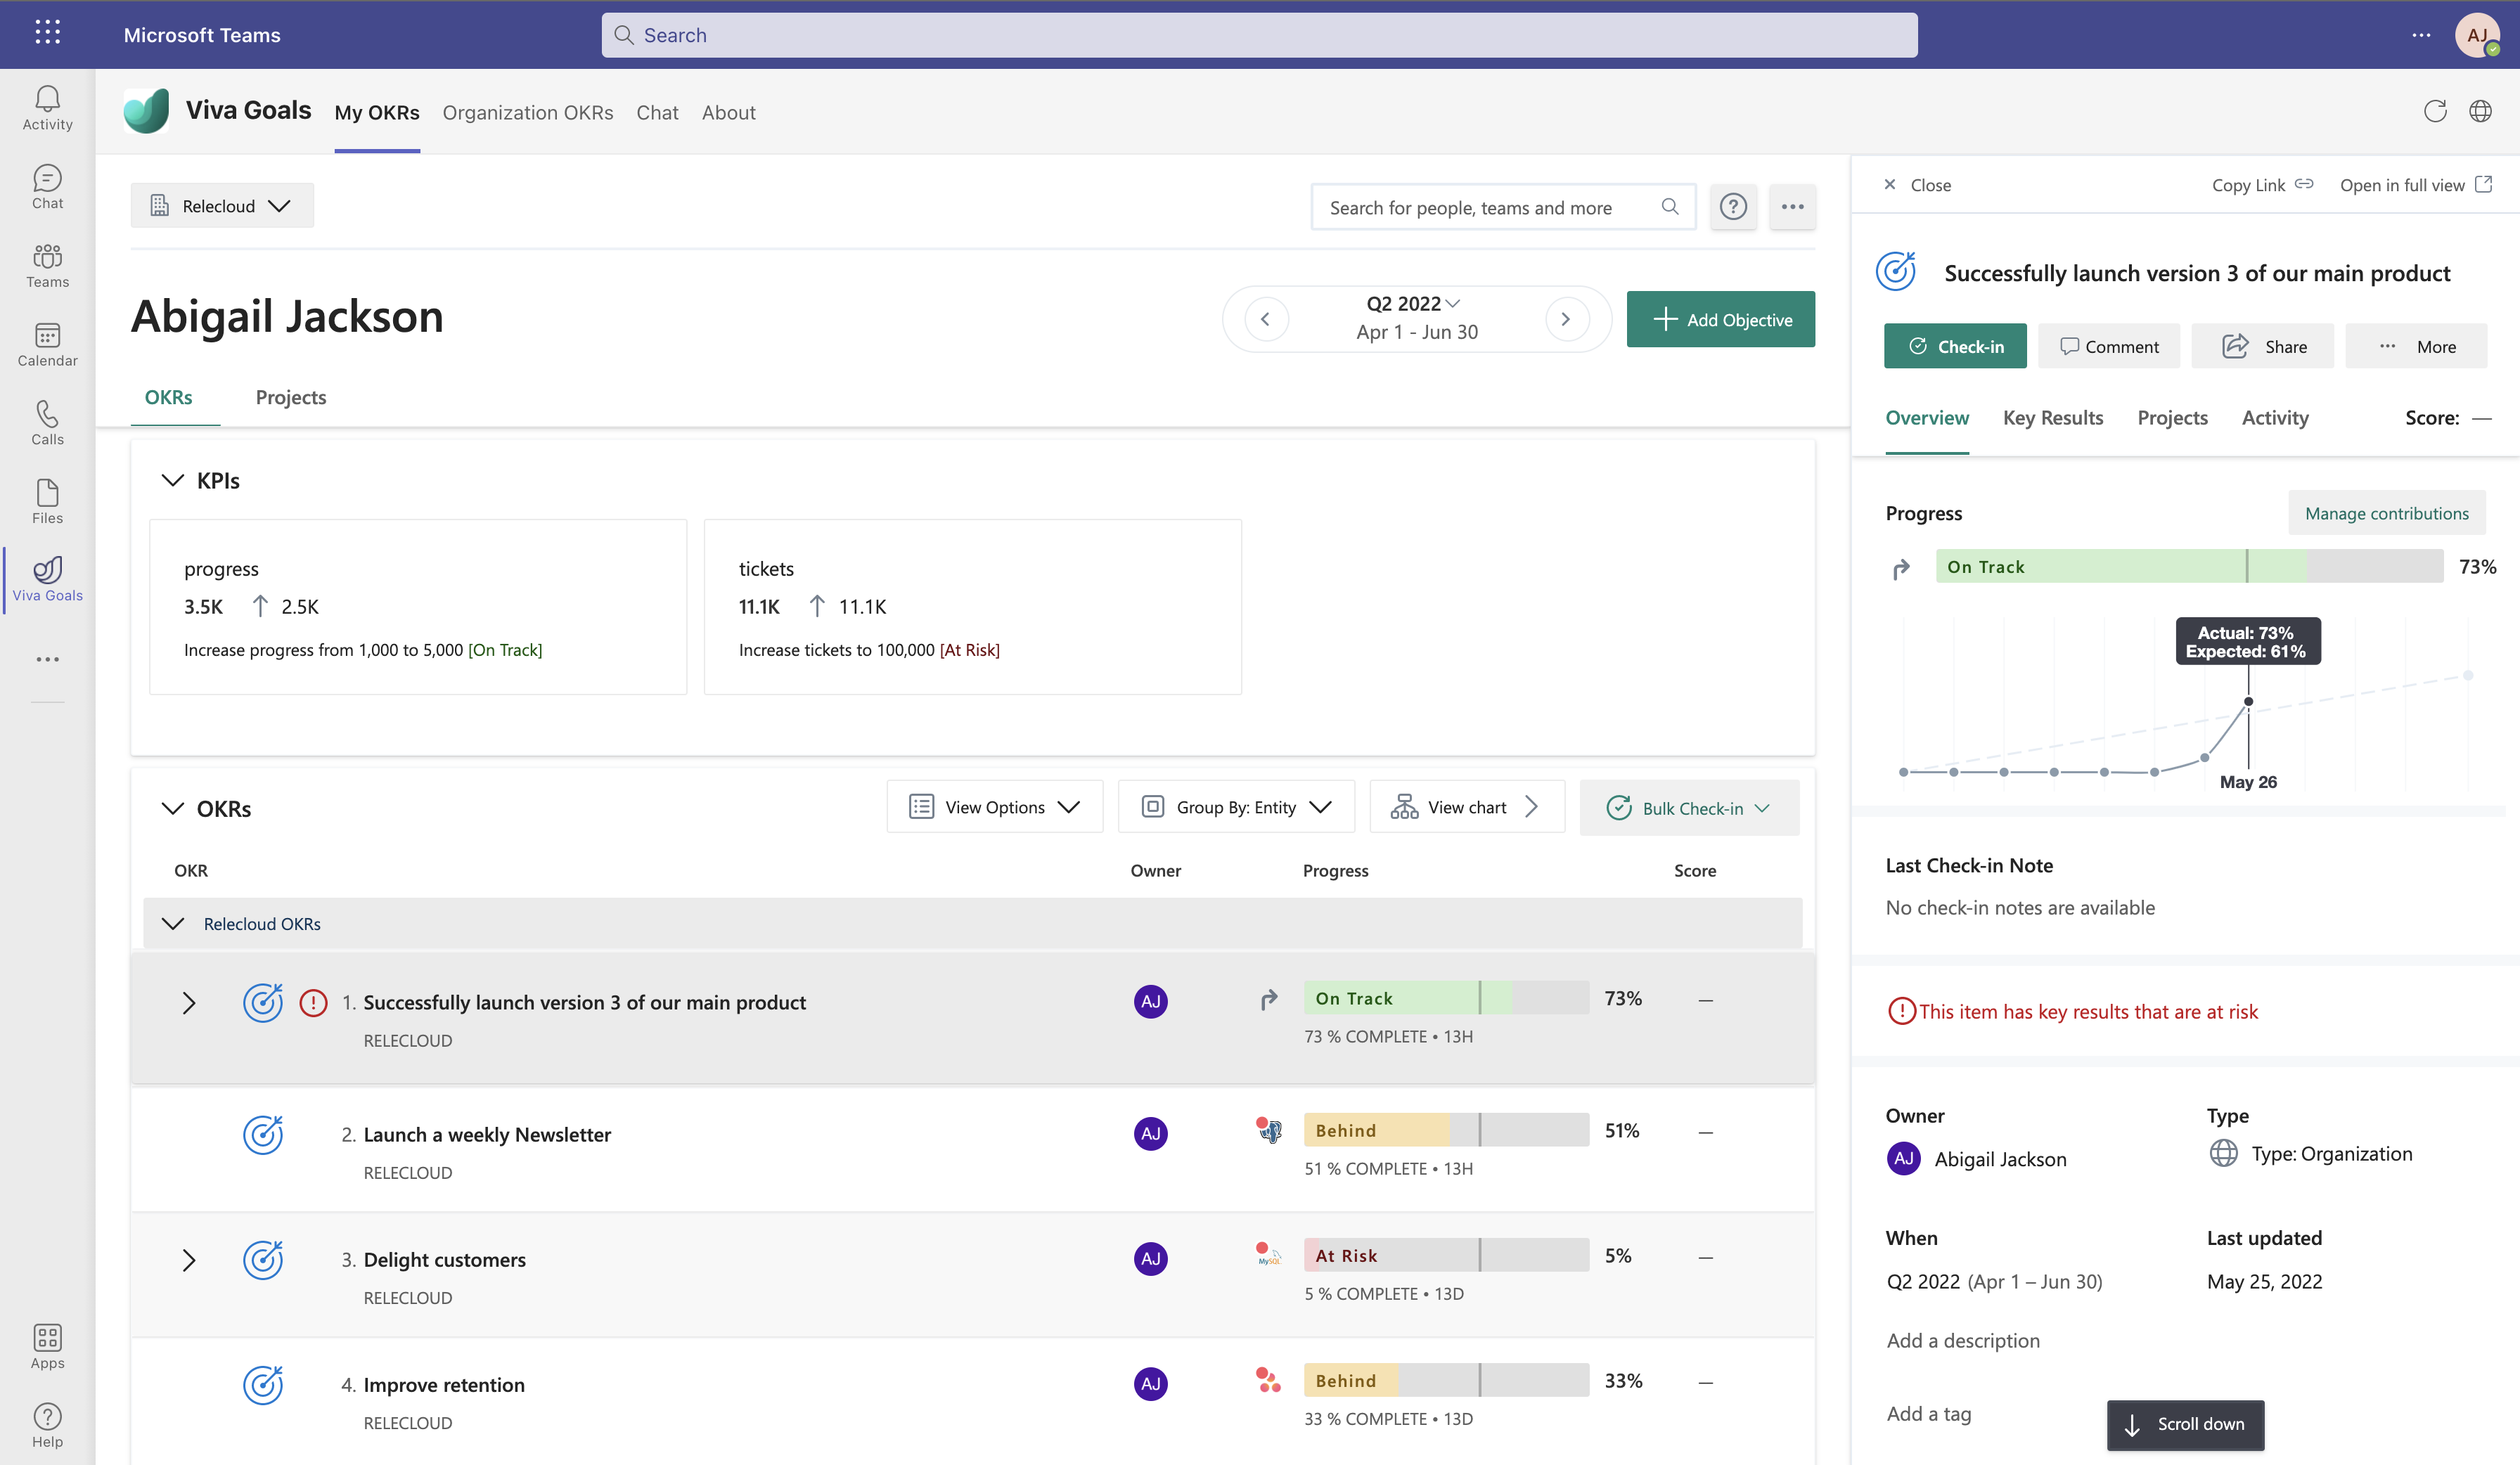 Microsoft Teams
Search
AJ
Activity
Chat
Teams
Calendar
Calls
Files
Viva Goals
Apps
Help
Viva Goals
My OKRs
Organization OKRs
Chat
About
Relecloud
Search for people, teams and more
Abigail Jackson
Q2 2022
Apr 1 - Jun 30
Add Objective
OKRs
Projects
KPIs
progress
3.5K ↑ 2.5K
Increase progress from 1,000 to 5,000 [On Track]
tickets
11.1K ↑ 11.1K
Increase tickets to 100,000 [At Risk]
OKRs
View Options
Group By: Entity
View chart
Bulk Check-in
OKR Owner Progress Score
Relecloud OKRs
1. Successfully launch version 3 of our main product
RELECLOUD
AJ
On Track
73%
—
73 % COMPLETE • 13H
2. Launch a weekly Newsletter
RELECLOUD
AJ
Behind
51%
—
51 % COMPLETE • 13H
3. Delight customers
RELECLOUD
AJ
MySQL
At Risk
5%
—
5 % COMPLETE • 13D
4. Improve retention
RELECLOUD
AJ
Behind
33%
—
33 % COMPLETE • 13D
Close
Copy Link
Open in full view
Successfully launch version 3 of our main product
Check-in
Comment
Share
More
Overview
Key Results
Projects
Activity
Score: —
Progress
Manage contributions
On Track
73%
Actual: 73%
Expected: 61%
May 26
Last Check-in Note
No check-in notes are available
This item has key results that are at risk
Owner
AJ Abigail Jackson
Type
Type: Organization
When
Q2 2022 (Apr 1 – Jun 30)
Last updated
May 25, 2022
Add a description
Add a tag
Scroll down